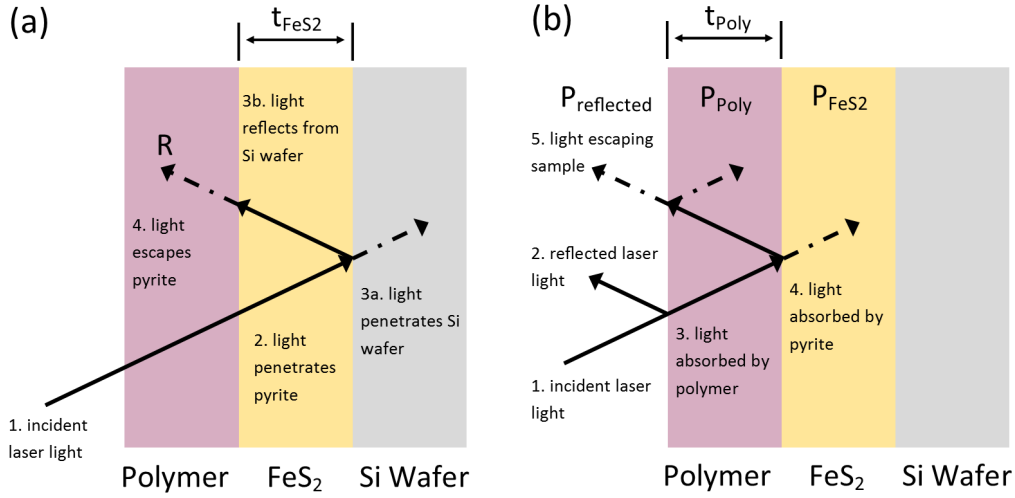 (a)
t_FeS2
3b. light
reflects from
Si wafer
R
4. light
escapes
pyrite
3a. light
penetrates Si
wafer
2. light
penetrates
pyrite
1. incident
laser light
Polymer FeS₂ Si Wafer
(b)
t_Poly
P_reflected P_Poly P_FeS2
5. light escaping
sample
2. reflected laser
light
4. light
absorbed by
pyrite
3. light
absorbed by
polymer
1. incident laser
light
Polymer FeS₂ Si Wafer